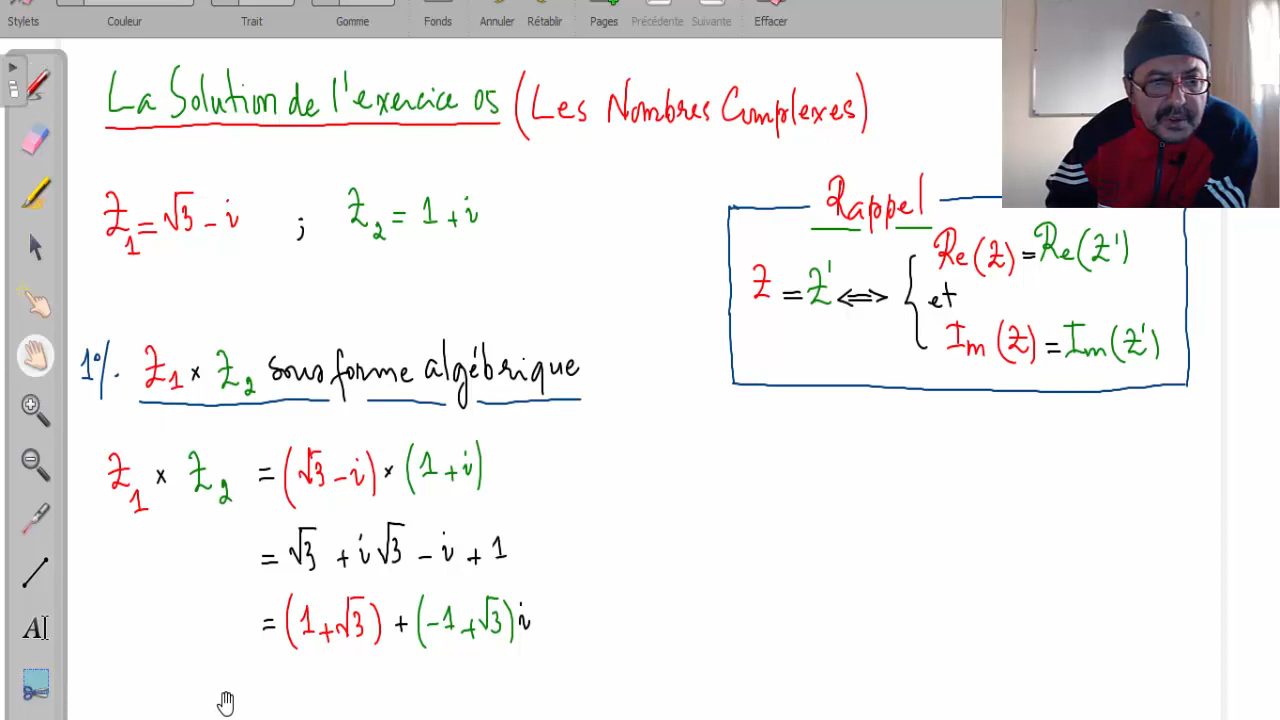 Stylets Couleur Trait Gomme Fonds Annuler Rétablir Pages Précédente Suivante Effacer
La Solution de l'exercice 05 (Les Nombres Complexes)
Z₁ = √3 - i ; Z₂ = 1 + i
Rappel
Z = Z' ⟺ { Re(Z) = Re(Z')
et
Im(Z) = Im(Z')
1°/. Z₁ × Z₂ sous forme algébrique
Z₁ × Z₂ = (√3 - i) × (1 + i)
= √3 + i√3 - i + 1
= (1 + √3) + (-1 + √3)i
AI